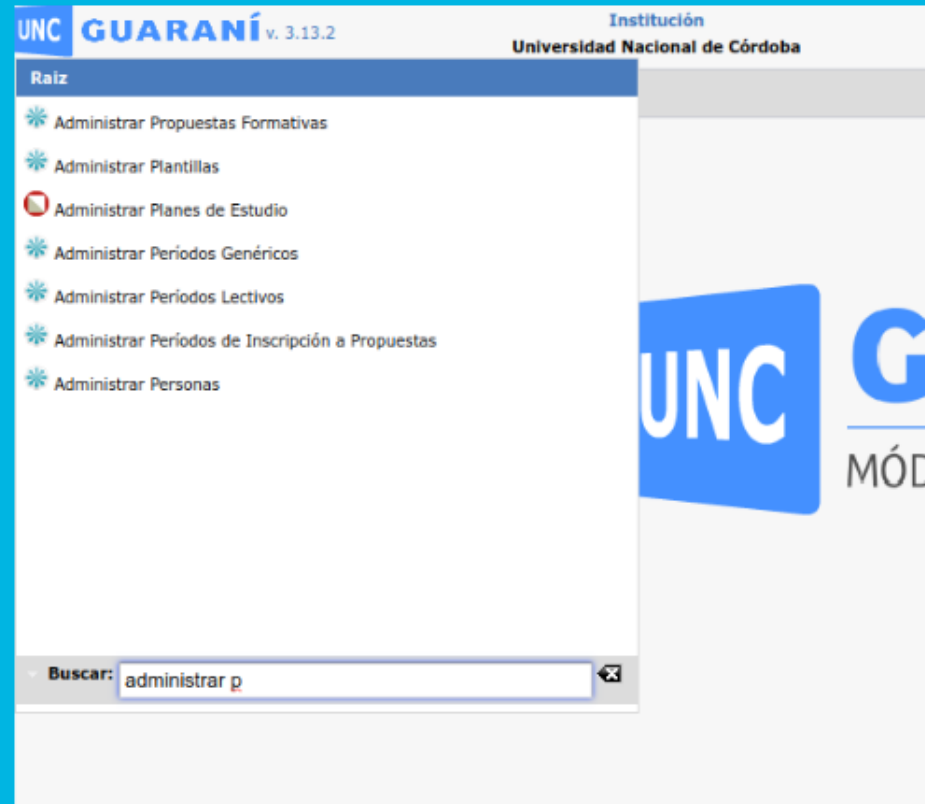 UNC GUARANÍ v. 3.13.2
Institución
Universidad Nacional de Córdoba
Raiz
Administrar Propuestas Formativas
Administrar Plantillas
Administrar Planes de Estudio
Administrar Períodos Genéricos
Administrar Períodos Lectivos
Administrar Períodos de Inscripción a Propuestas
Administrar Personas
UNC G
MÓD
Buscar: administrar p